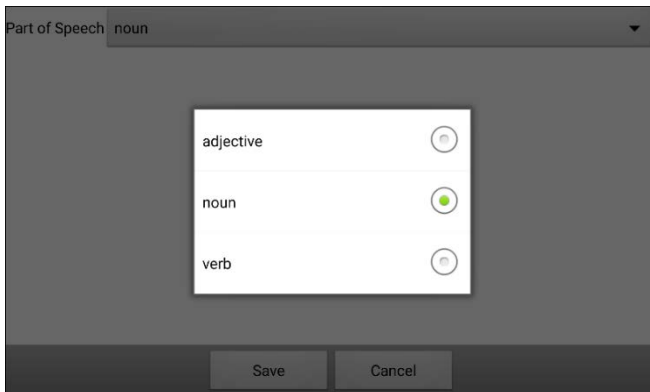 Part of Speech noun
adjective
noun
verb
Save Cancel